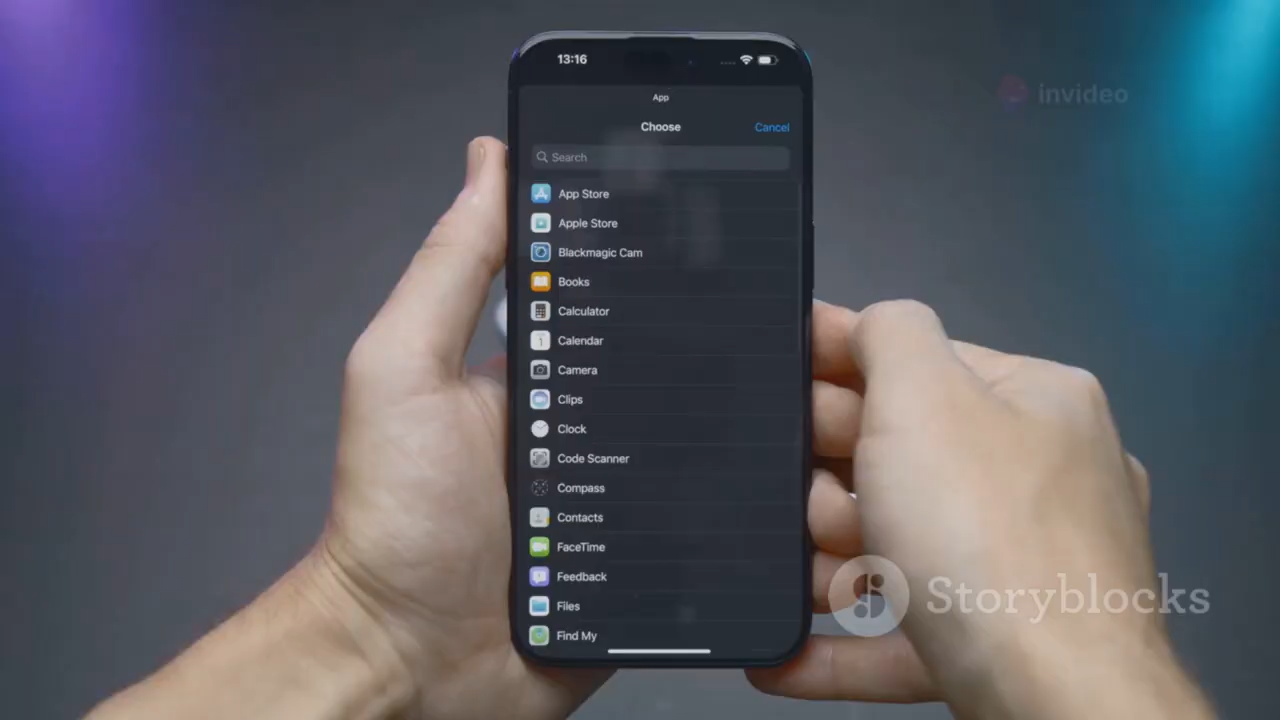 13:16
invideo
App
Choose
Cancel
Search
App Store
Apple Store
Blackmagic Cam
Books
Calculator
Calendar
1
Camera
Clips
Clock
Code Scanner
Compass
Contacts
FaceTime
Feedback
Files
Find My
Storyblocks